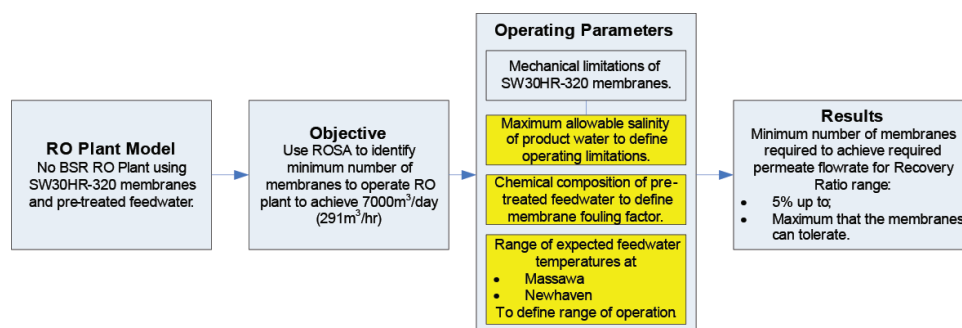 RO Plant Model
No BSR RO Plant using
SW30HR-320 membranes
and pre-treated feedwater.
Objective
Use ROSA to identify
minimum number of
membranes to operate RO
plant to achieve 7000m³/day
(291m³/hr)
Operating Parameters
Mechanical limitations of
SW30HR-320 membranes.
Maximum allowable salinity
of product water to define
operating limitations.
Chemical composition of pre-
treated feedwater to define
membrane fouling factor.
Range of expected feedwater
temperatures at
• Massawa
• Newhaven
To define range of operation.
Results
Minimum number of membranes
required to achieve required
permeate flowrate for Recovery
Ratio range:
• 5% up to;
• Maximum that the membranes
can tolerate.